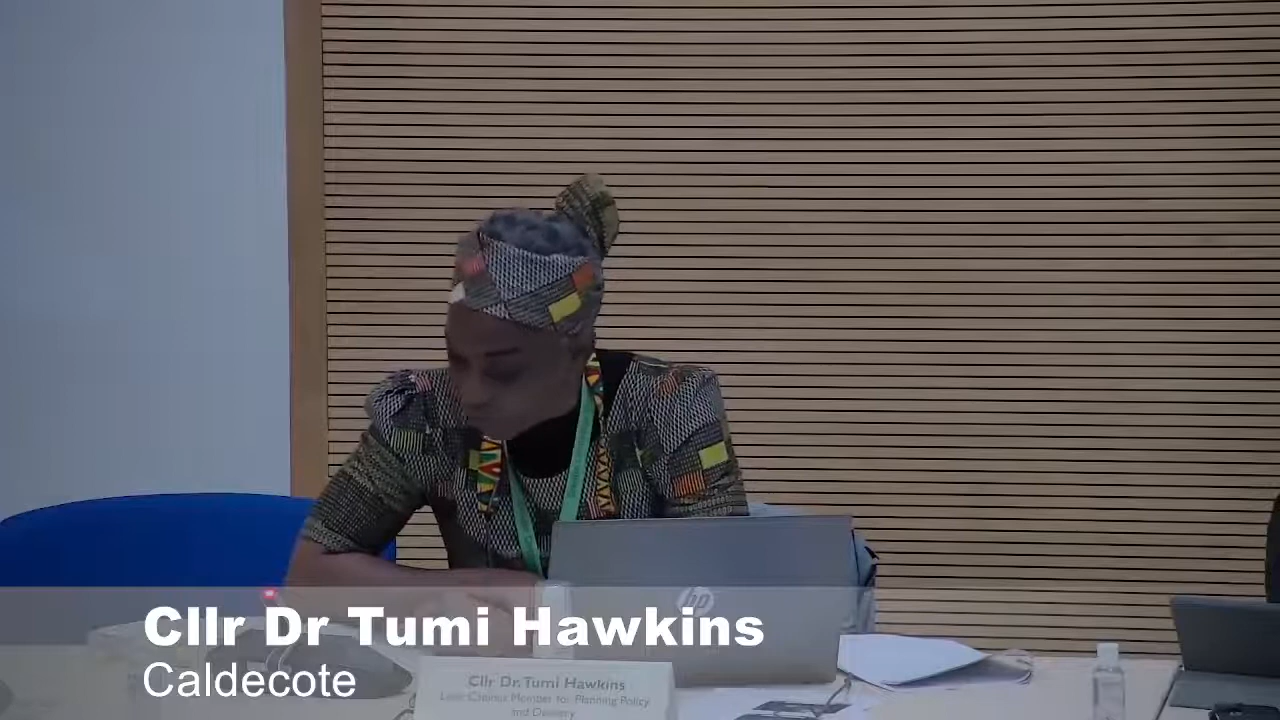 hp
Cllr Dr Tumi Hawkins
Caldecote
Cllr Dr. Tumi Hawkins
Lead Cabinet Member for Planning Policy
and Delivery